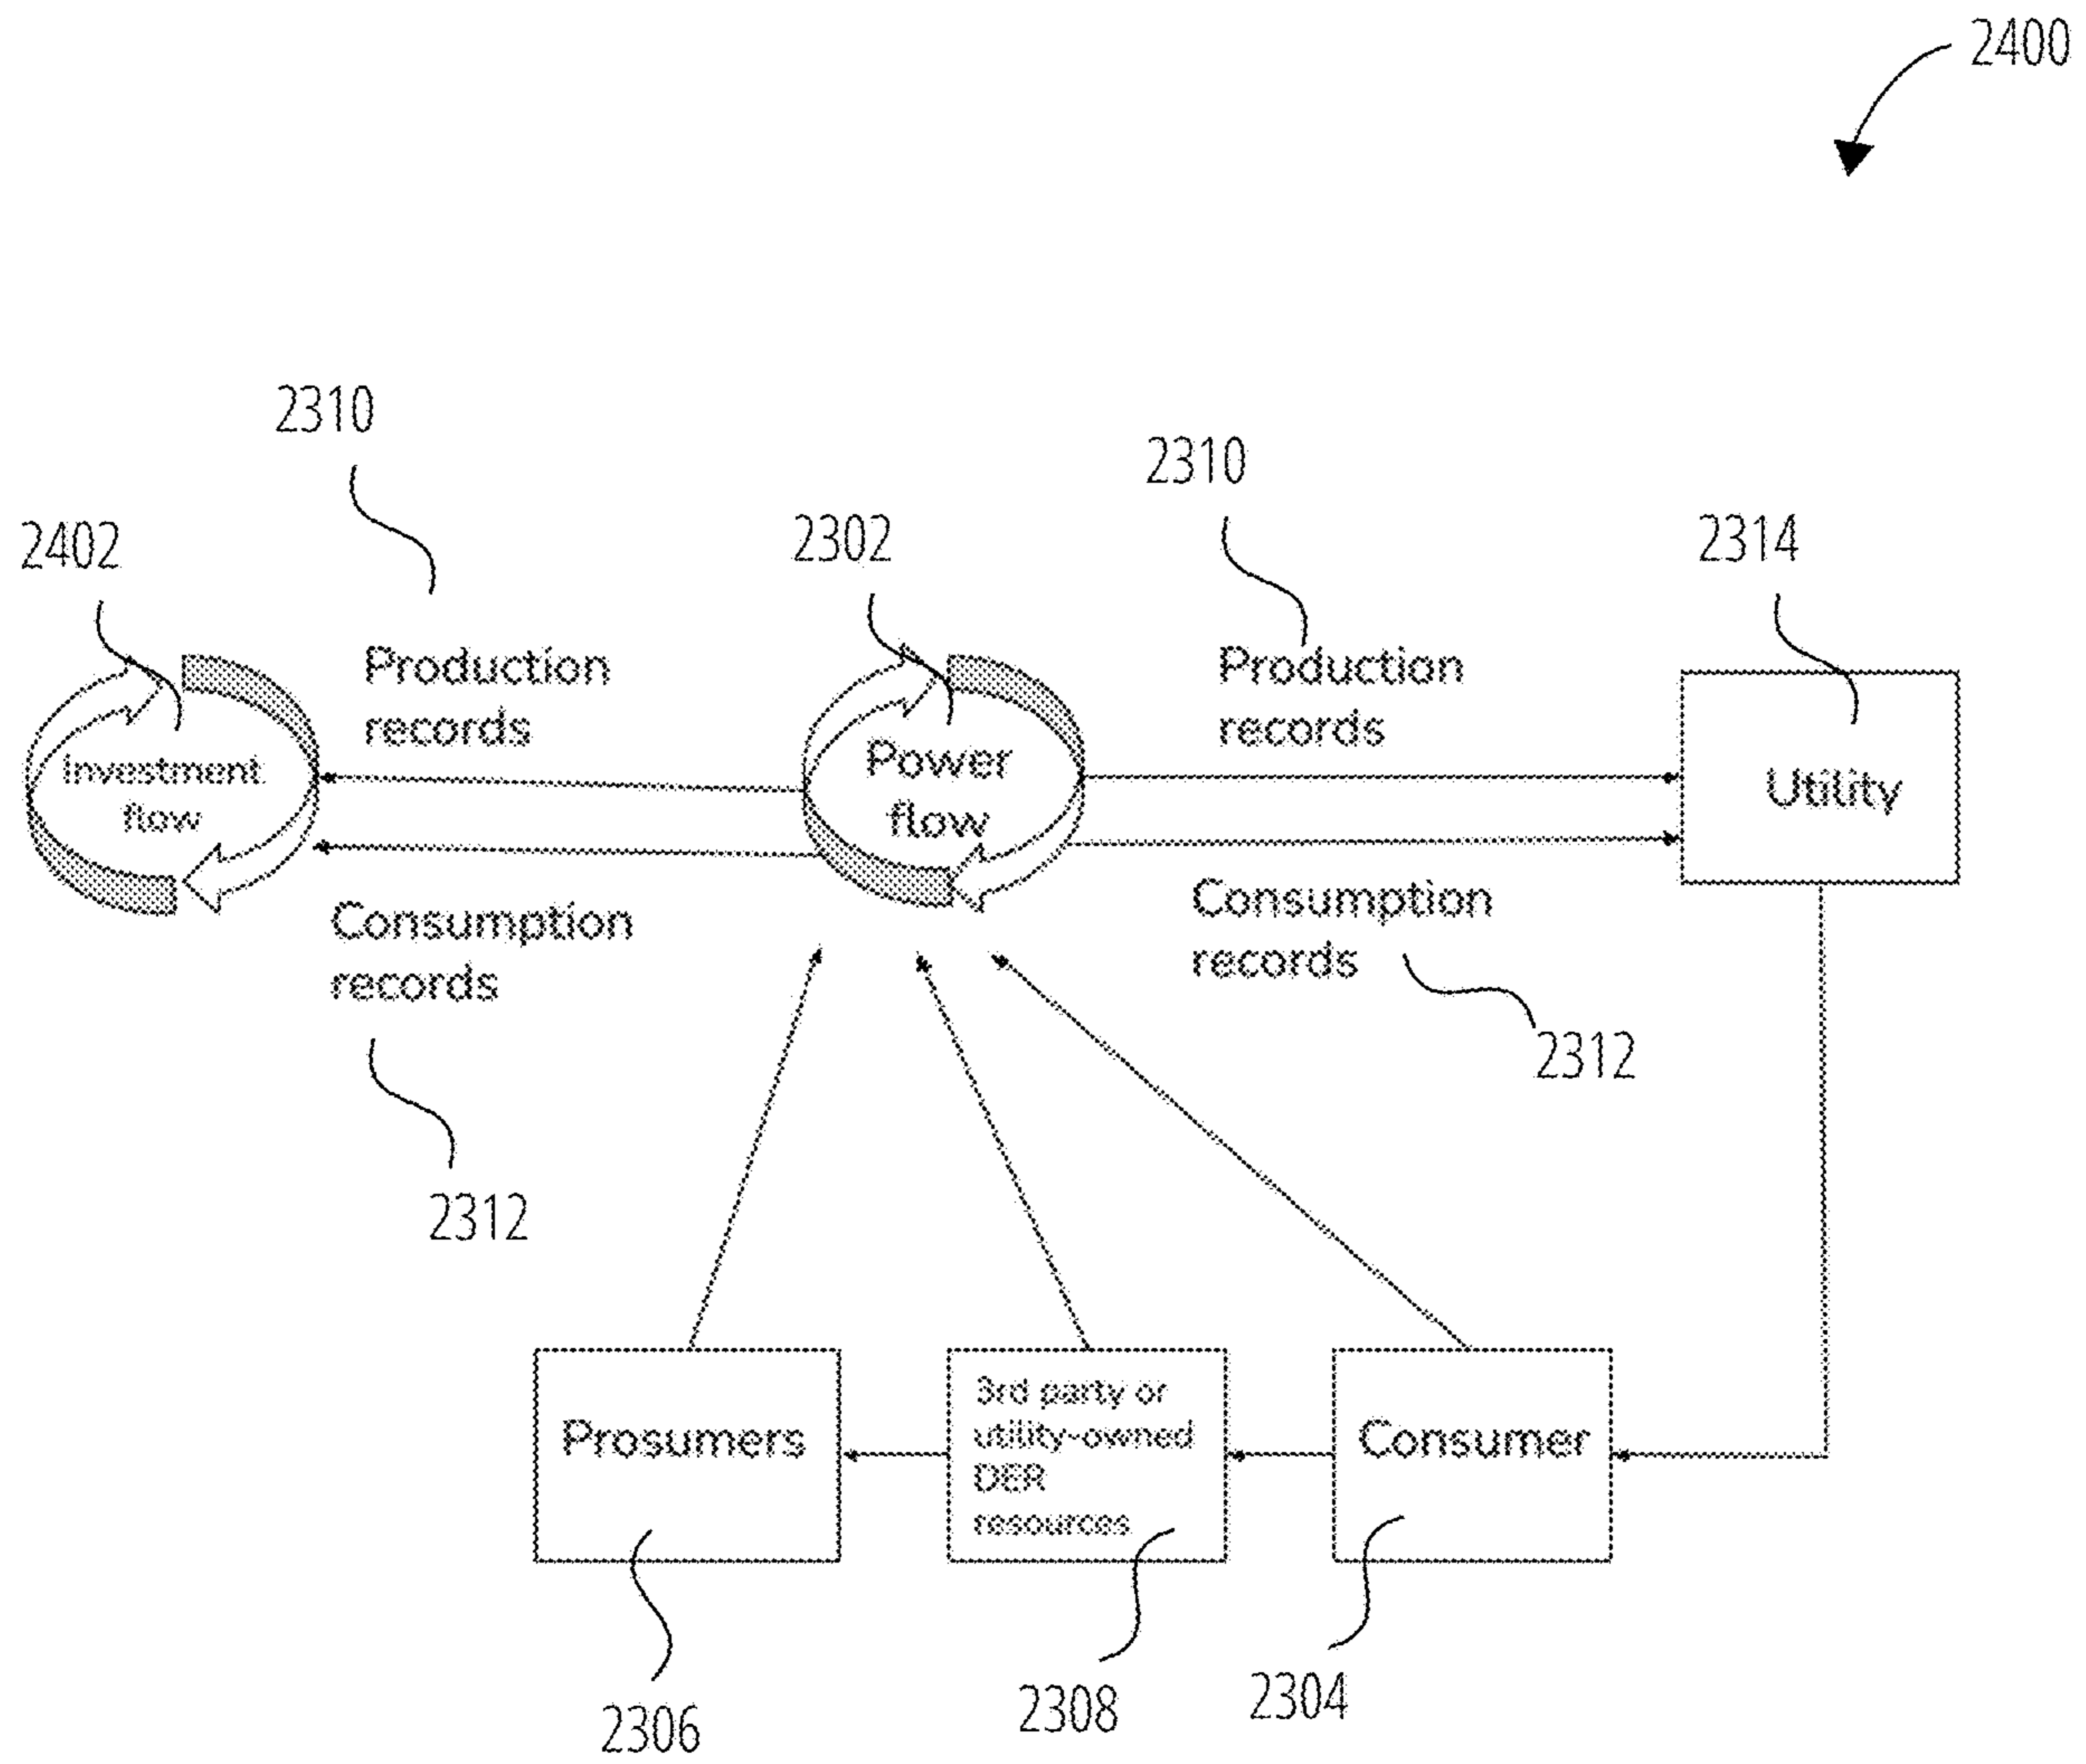 2400
2310
2310
2402
2302
2314
Production
records
Production
records
Investment
flow
Power
flow
Utility
Consumption
records
Consumption
records
2312
2312
Prosumers
3rd party or
utility-owned
DER
resources
Consumer
2306
2308
2304